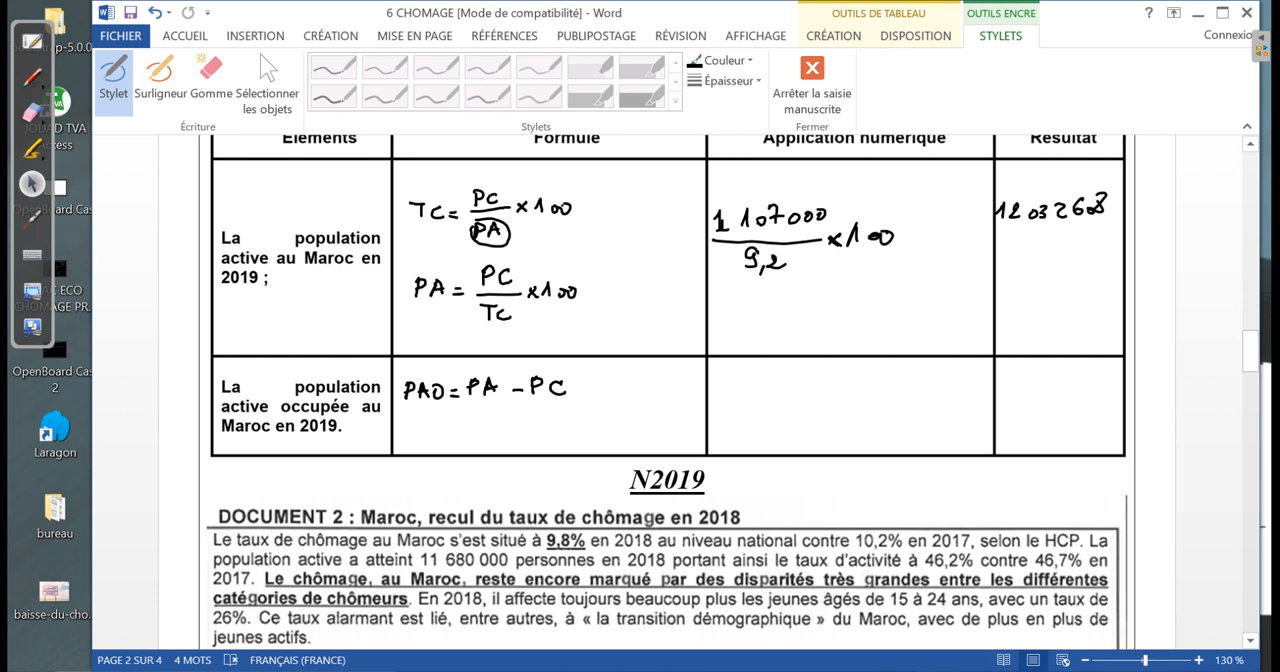 6 CHOMAGE [Mode de compatibilité] - Word
OUTILS DE TABLEAU
OUTILS ENCRE
FICHIER ACCUEIL INSERTION CRÉATION MISE EN PAGE RÉFÉRENCES PUBLIPOSTAGE RÉVISION AFFICHAGE CRÉATION DISPOSITION STYLETS
Connexio
Stylet Surligneur Gomme Sélectionner les objets
Écriture
Stylets
Couleur
Épaisseur
Arrêter la saisie manuscrite
Fermer
JODAD TVA
OpenBoard Cas
OpenBoard Cas
2
Laragon
bureau
baisse-du-cho...
Eléments Formule Application numérique Résultat
La population
active au Maroc en
2019 ;
TC = PC/PA × 100
PA = PC/TC × 100
1 107 000/9,2 × 100
12 032 608
La population
active occupée au
Maroc en 2019.
PAO = PA - PC
N2019
DOCUMENT 2 : Maroc, recul du taux de chômage en 2018
Le taux de chômage au Maroc s'est situé à 9,8% en 2018 au niveau national contre 10,2% en 2017, selon le HCP. La
population active a atteint 11 680 000 personnes en 2018 portant ainsi le taux d'activité à 46,2% contre 46,7% en
2017. Le chômage, au Maroc, reste encore marqué par des disparités très grandes entre les différentes
catégories de chômeurs. En 2018, il affecte toujours beaucoup plus les jeunes âgés de 15 à 24 ans, avec un taux de
26%. Ce taux alarmant est lié, entre autres, à « la transition démographique » du Maroc, avec de plus en plus de
jeunes actifs.
PAGE 2 SUR 4 4 MOTS FRANÇAIS (FRANCE) 130 %